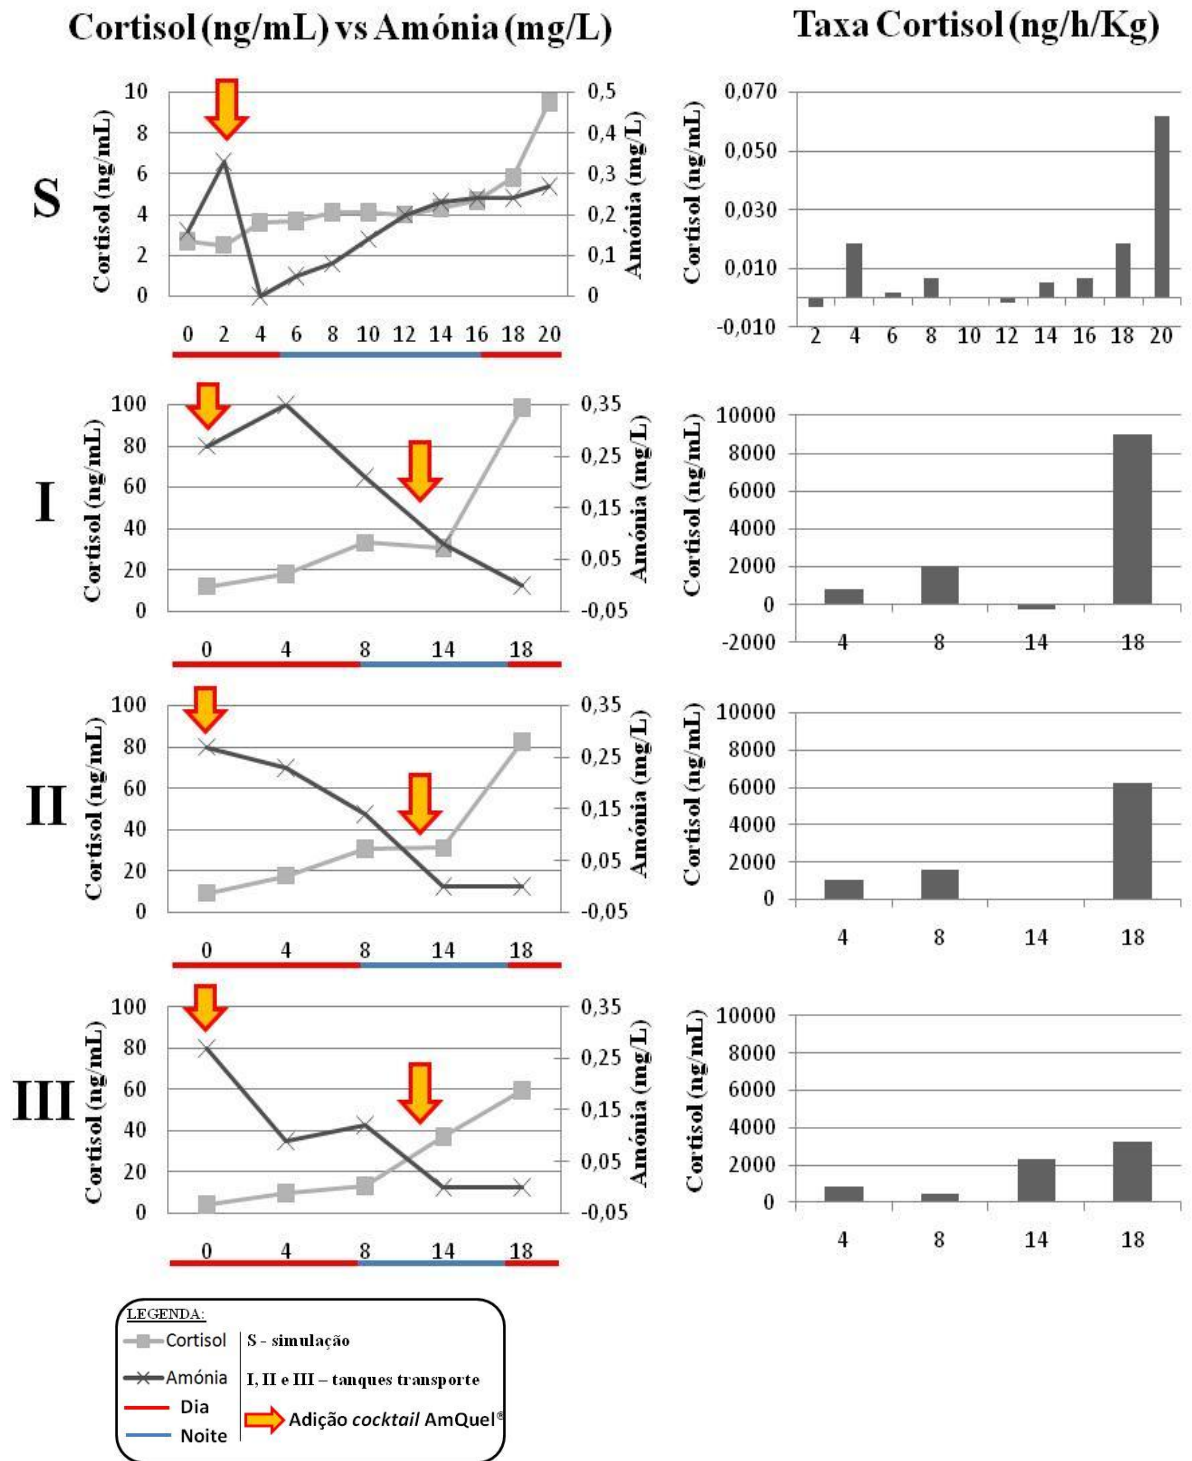 Cortisol (ng/mL) vs Amónia (mg/L)
Taxa Cortisol (ng/h/Kg)
S
Cortisol (ng/mL)
10
8
6
4
2
0
0,5
0,4
0,3
0,2
0,1
0
Amónia (mg/L)
0 2 4 6 8 10 12 14 16 18 20
Cortisol (ng/mL)
0,070
0,050
0,030
0,010
-0,010
2 4 6 8 10 12 14 16 18 20
I
Cortisol (ng/mL)
100
80
60
40
20
0
0,35
0,25
0,15
0,05
-0,05
Amónia (mg/L)
0 4 8 14 18
Cortisol (ng/mL)
10000
8000
6000
4000
2000
0
-2000
4 8 14 18
II
Cortisol (ng/mL)
100
80
60
40
20
0
0,35
0,25
0,15
0,05
-0,05
Amónia (mg/L)
0 4 8 14 18
Cortisol (ng/mL)
10000
8000
6000
4000
2000
0
4 8 14 18
III
Cortisol (ng/mL)
100
80
60
40
20
0
0,35
0,25
0,15
0,05
-0,05
Amónia (mg/L)
0 4 8 14 18
Cortisol (ng/mL)
10000
8000
6000
4000
2000
0
4 8 14 18
LEGENDA:
Cortisol
S - simulação
Amónia
I, II e III – tanques transporte
Dia
Adição cocktail AmQuel®
Noite